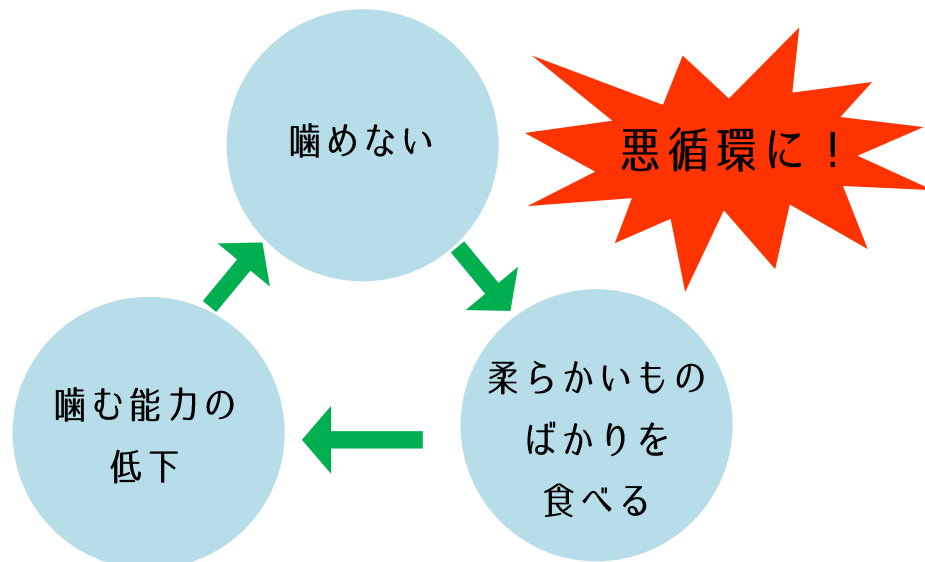 噛めない
悪循環に！
柔らかいもの
ばかりを
食べる
噛む能力の
低下